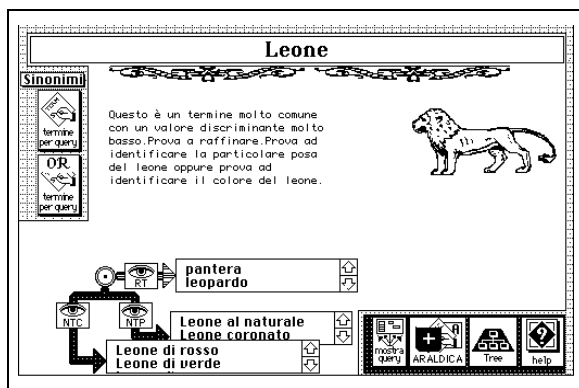 Leone
Sinonimi
TERM
termine
per query
OR
termine
per query
Questo è un termine molto comune
con un valore discriminante molto
basso.Prova a raffinare.Prova ad
identificare la particolare posa
del leone oppure prova ad
identificare il colore del leone.
RT
pantera
leopardo
NTC
NTP
Leone al naturale
Leone coronato
Leone di rosso
Leone di verde
mostra
query
ARALDICA
Tree
help